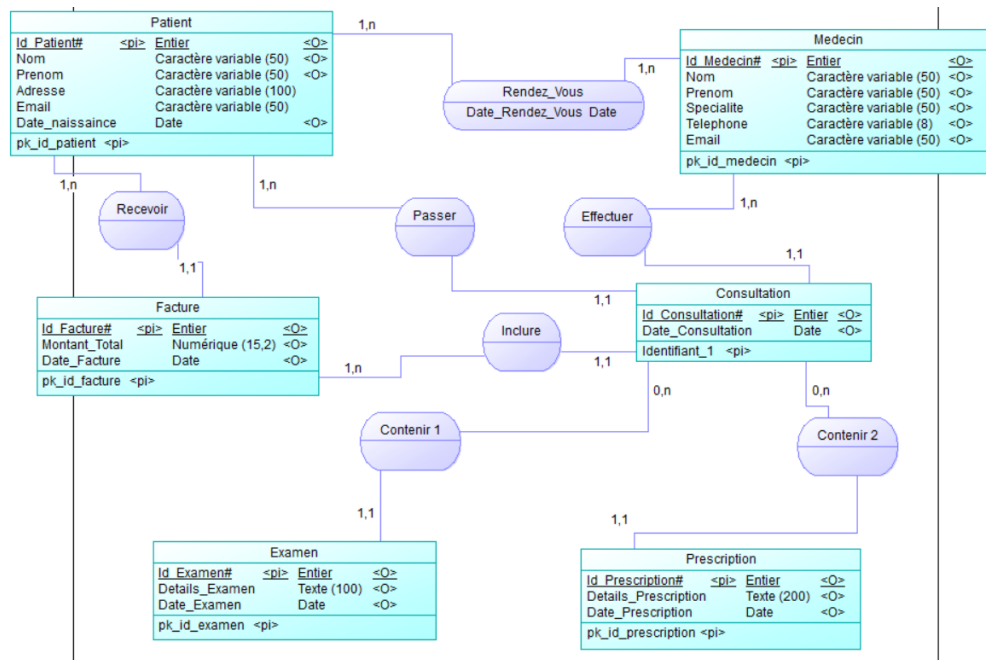 Patient
Id_Patient# <pi> Entier <O>
Nom Caractère variable (50) <O>
Prenom Caractère variable (50) <O>
Adresse Caractère variable (100)
Email Caractère variable (50)
Date_naissaince Date <O>
pk_id_patient <pi>
1,n
Rendez_Vous
Date_Rendez_Vous Date
1,n
Medecin
Id_Medecin# <pi> Entier <O>
Nom Caractère variable (50) <O>
Prenom Caractère variable (50) <O>
Specialite Caractère variable (50) <O>
Telephone Caractère variable (8) <O>
Email Caractère variable (50) <O>
pk_id_medecin <pi>
1,n
Recevoir
1,1
1,n
Passer
1,1
Effectuer
1,n
1,1
Facture
Id_Facture# <pi> Entier <O>
Montant_Total Numérique (15,2) <O>
Date_Facture Date <O>
pk_id_facture <pi>
1,n
Inclure
1,1
Consultation
Id_Consultation# <pi> Entier <O>
Date_Consultation Date <O>
Identifiant_1 <pi>
0,n
0,n
Contenir 1
Contenir 2
1,1
1,1
Examen
Id_Examen# <pi> Entier <O>
Details_Examen Texte (100) <O>
Date_Examen Date <O>
pk_id_examen <pi>
Prescription
Id_Prescription# <pi> Entier <O>
Details_Prescription Texte (200) <O>
Date_Prescription Date <O>
pk_id_prescription <pi>